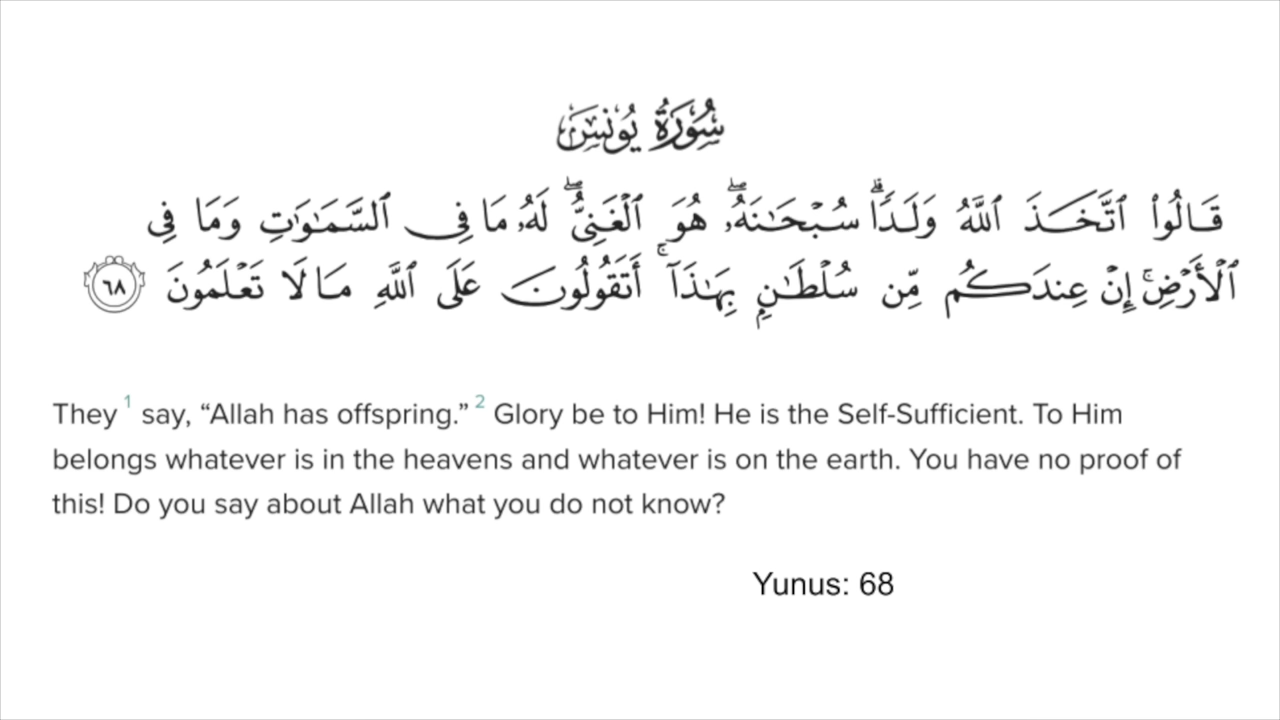 سُورَةُ يُونُسَ
قَالُوا۟ ٱتَّخَذَ ٱللَّهُ وَلَدًۭا ۗ سُبْحَـٰنَهُۥ ۖ هُوَ ٱلْغَنِىُّ ۖ لَهُۥ مَا فِى ٱلسَّمَـٰوَٰتِ وَمَا فِى
ٱلْأَرْضِ ۚ إِنْ عِندَكُم مِّن سُلْطَـٰنٍۭ بِهَـٰذَآ ۚ أَتَقُولُونَ عَلَى ٱللَّهِ مَا لَا تَعْلَمُونَ ٦٨
They 1 say, “Allah has offspring.” 2 Glory be to Him! He is the Self-Sufficient. To Him
belongs whatever is in the heavens and whatever is on the earth. You have no proof of
this! Do you say about Allah what you do not know?
Yunus: 68